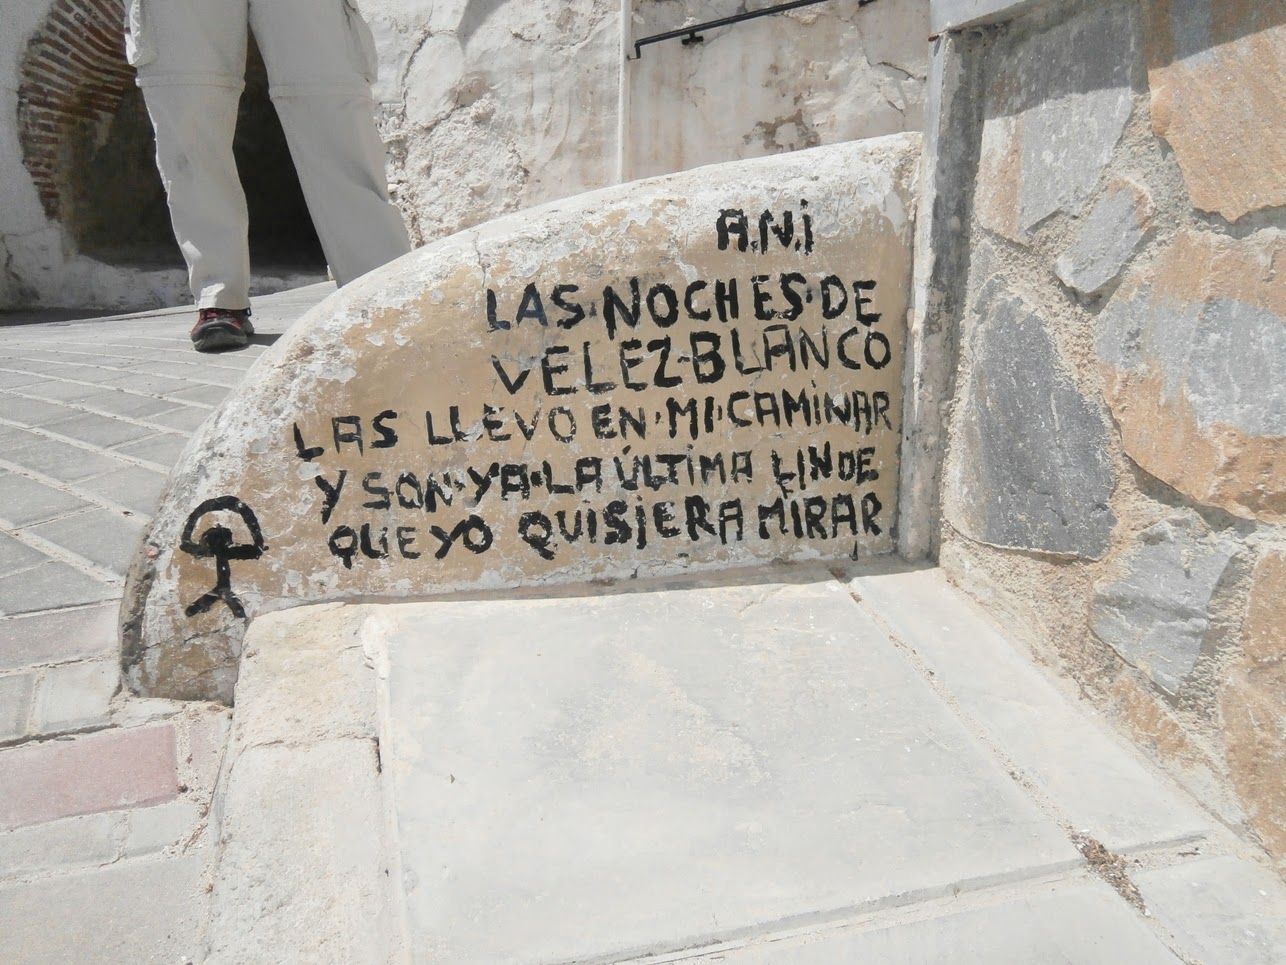 A.N.i
LAS·NOCHES·DE
VELEZ·BLANCO
LAS LLEVO EN·MI·CAMiNAR
Y SON·YA·LA ÚLTiMA LiNDE
QUE YO QUISiERA MiRAR